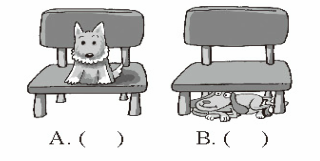 A. (    )    B. (    )